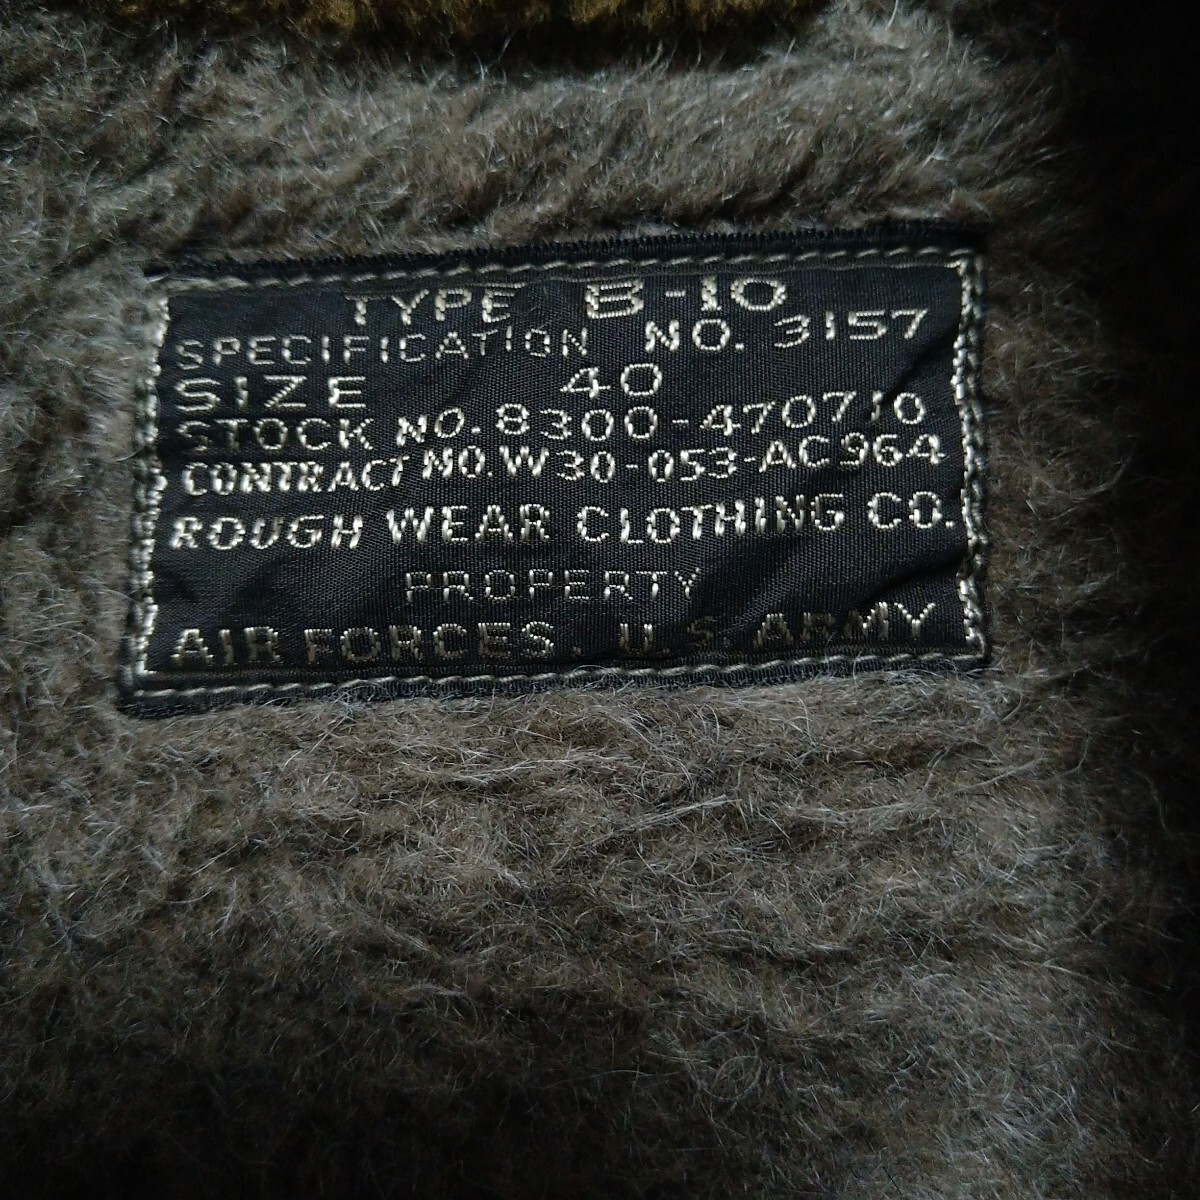 TYPE B-10
SPECIFICATION NO. 3157
SIZE 40
STOCK NO. 8300-470710
CONTRACT NO. W30-053-AC964
ROUGH WEAR CLOTHING CO.
PROPERTY
AIR FORCES. U.S. ARMY